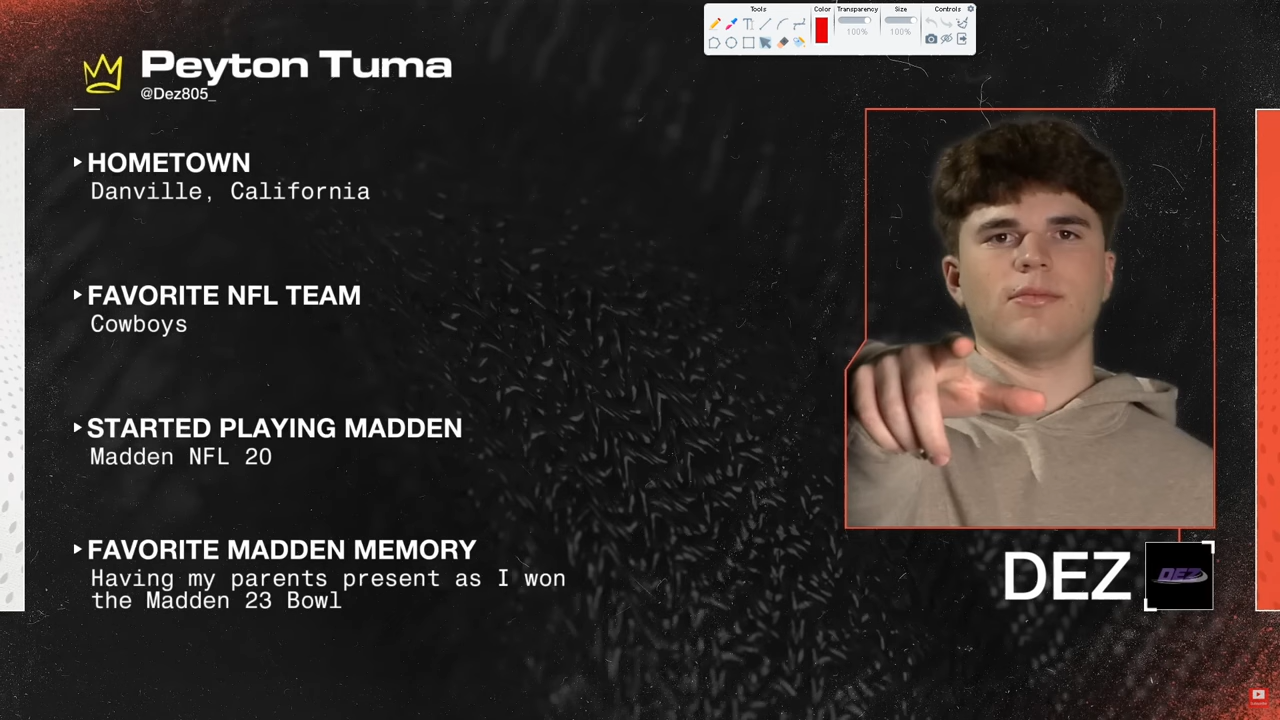 Tools
Color
Transparency
Size
Controls
100%
100%
Peyton Tuma
@Dez805_
HOMETOWN
Danville, California
FAVORITE NFL TEAM
Cowboys
STARTED PLAYING MADDEN
Madden NFL 20
FAVORITE MADDEN MEMORY
Having my parents present as I won
the Madden 23 Bowl
DEZ
DEZ